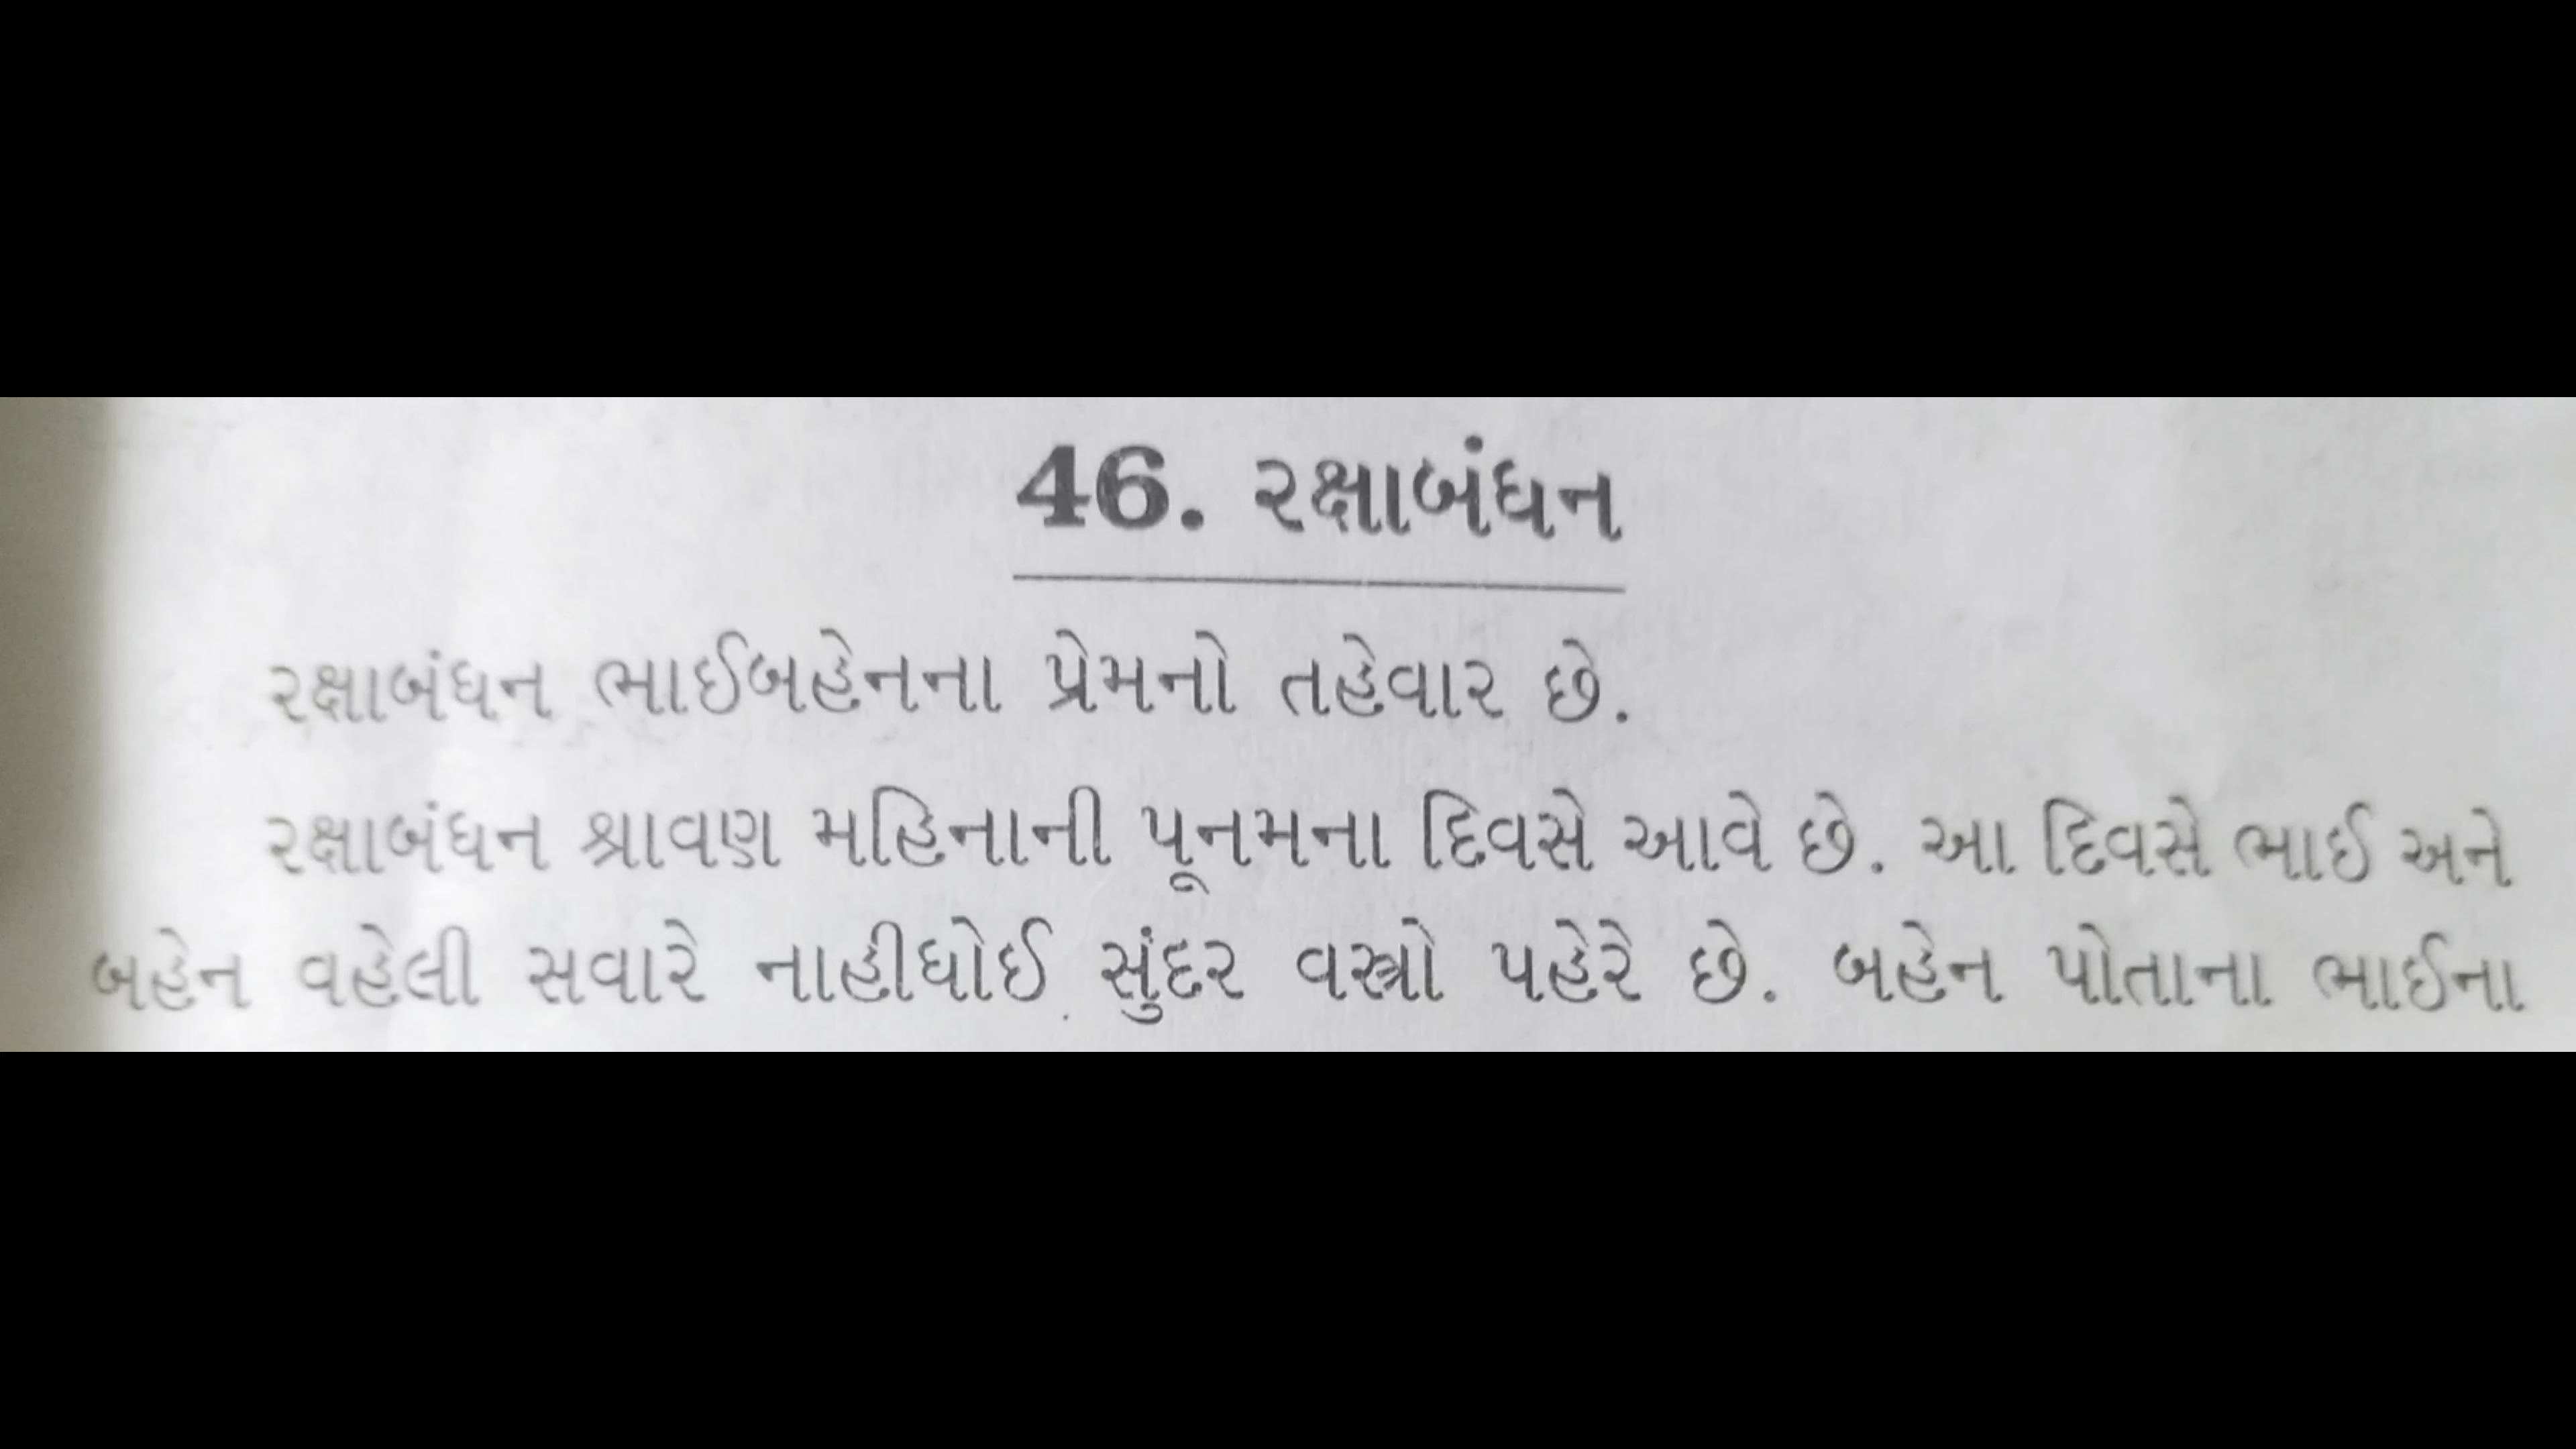 46. રક્ષાબંધન
રક્ષાબંધન ભાઈબહેનના પ્રેમનો તહેવાર છે.
રક્ષાબંધન શ્રાવણ મહિનાની પૂનમના દિવસે આવે છે. આ દિવસે ભાઈ અને
બહેન વહેલી સવારે નાહીધોઈ સુંદર વસ્ત્રો પહેરે છે. બહેન પોતાના ભાઈના